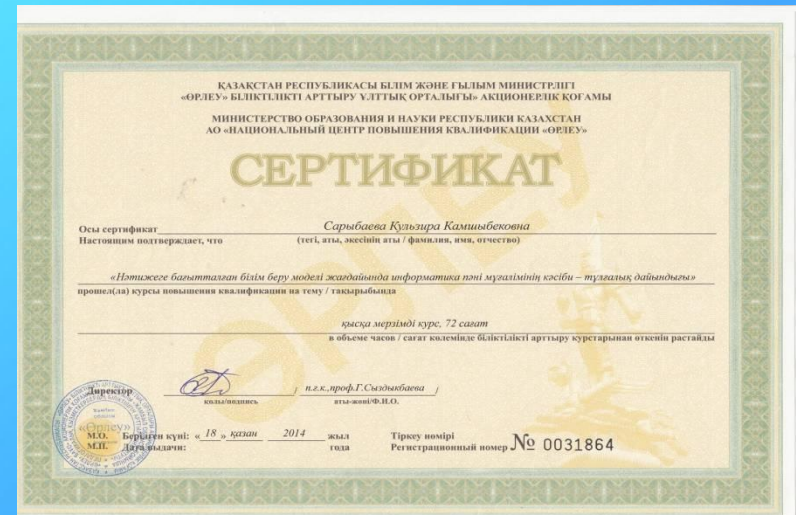 ҚАЗАҚСТАН РЕСПУБЛИКАСЫ БІЛІМ ЖӘНЕ ҒЫЛЫМ МИНИСТРЛІГІ
«ӨРЛЕУ» БІЛІКТІЛІКТІ АРТТЫРУ ҰЛТТЫҚ ОРТАЛЫҒЫ» АКЦИОНЕРЛІК ҚОҒАМЫ
МИНИСТЕРСТВО ОБРАЗОВАНИЯ И НАУКИ РЕСПУБЛИКИ КАЗАХСТАН
АО «НАЦИОНАЛЬНЫЙ ЦЕНТР ПОВЫШЕНИЯ КВАЛИФИКАЦИИ «ӨРЛЕУ»
СЕРТИФИКАТ
ӨРЛЕУ
Осы сертификат Сарыбаева Кульзира Камшыбековна
Настоящим подтверждает, что (тегі, аты, әкесінің аты / фамилия, имя, отчество)
«Нәтижеге бағытталған білім беру моделі жағдайында информатика пәні мұғалімінің кәсіби – тұлғалық дайындығы»
прошел(ла) курсы повышения квалификации на тему / тақырыбында
қысқа мерзімді курс, 72 сағат
в объеме часов / сағат көлемінде біліктілікті арттыру курстарынан өткенін растайды
Директор / п.ғ.к.,проф.Г.Сыздыкбаева /
қолы/подпись аты-жөні/Ф.И.О.
«Өрлеу»
М.О. Берілген күні: « 18 » қазан 2014 жыл Тіркеу нөмірі
М.П. Дата выдачи: года Регистрационный номер № 0031864